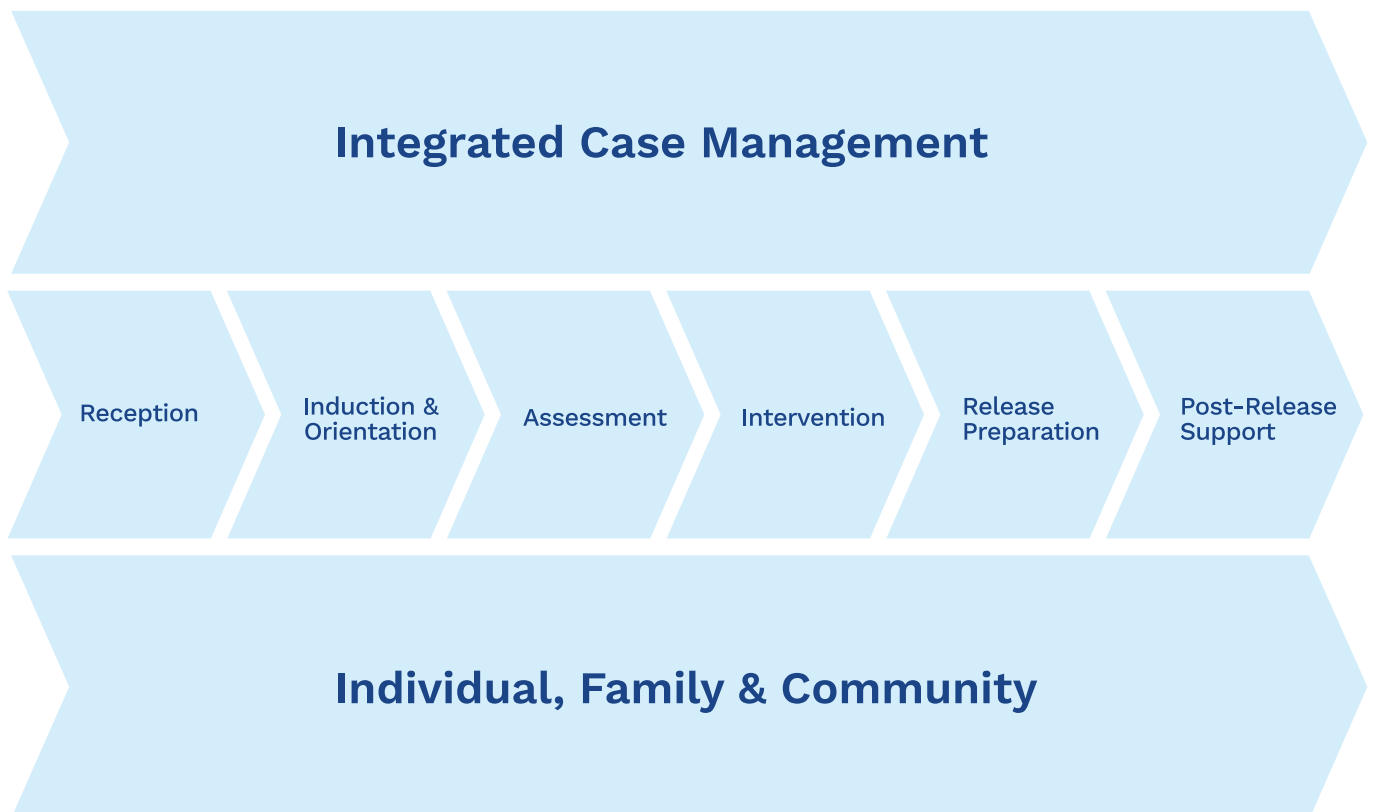 Integrated Case Management
Reception
Induction &
Orientation
Assessment
Intervention
Release
Preparation
Post-Release
Support
Individual, Family & Community